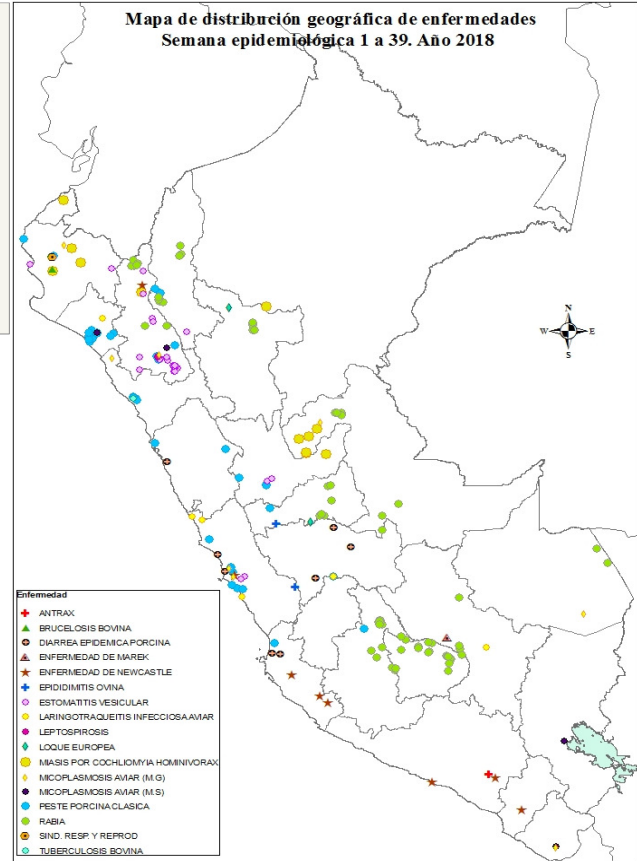 Mapa de distribución geográfica de enfermedades
Semana epidemiológica 1 a 39. Año 2018
N
W E
S
Enfermedad
ANTRAX
BRUCELOSIS BOVINA
DIARREA EPIDEMICA PORCINA
ENFERMEDAD DE MAREK
ENFERMEDAD DE NEWCASTLE
EPIDIDIMITIS OVINA
ESTOMATITIS VESICULAR
LARINGOTRAQUEITIS INFECCIOSA AVIAR
LEPTOSPIROSIS
LOQUE EUROPEA
MIASIS POR COCHLIOMYIA HOMINIVORAX
MICOPLASMOSIS AVIAR (M.G)
MICOPLASMOSIS AVIAR (M.S)
PESTE PORCINA CLASICA
RABIA
SIND. RESP. Y REPROD
TUBERCULOSIS BOVINA